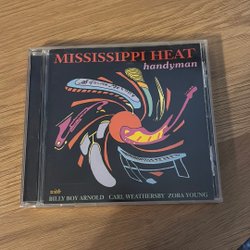 MISSISSIPPI HEAT
handyman
with
BILLY BOY ARNOLD CARL WEATHERSBY ZORA YOUNG